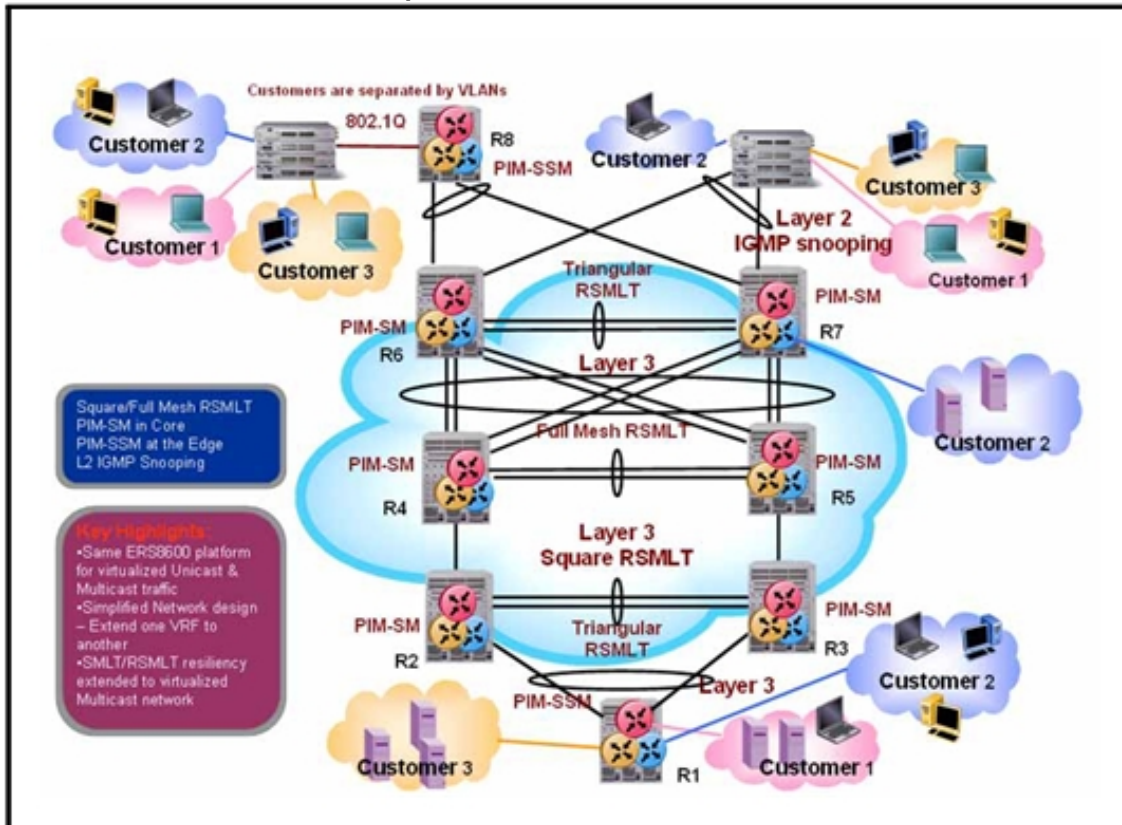 Customers are separated by VLANs
802.1Q
R8
PIM-SSM
Customer 2
Customer 1
Customer 3
Customer 2
Customer 3
Customer 1
Layer 2
IGMP snooping
Triangular
RSMLT
PIM-SM
R6
PIM-SM
R7
Layer 3
Full Mesh RSMLT
Customer 2
Square/Full Mesh RSMLT
PIM-SM in Core
PIM-SSM at the Edge
L2 IGMP Snooping
PIM-SM
R4
PIM-SM
R5
Layer 3
Square RSMLT
Key Highlights:
•Same ERS8600 platform
for virtualized Unicast &
Multicast traffic
•Simplified Network design
– Extend one VRF to
another
•SMLT/RSMLT resiliency
extended to virtualized
Multicast network
PIM-SM
R2
Triangular
RSMLT
PIM-SM
R3
PIM-SSM
Layer 3
Customer 2
Customer 3
R1
Customer 1